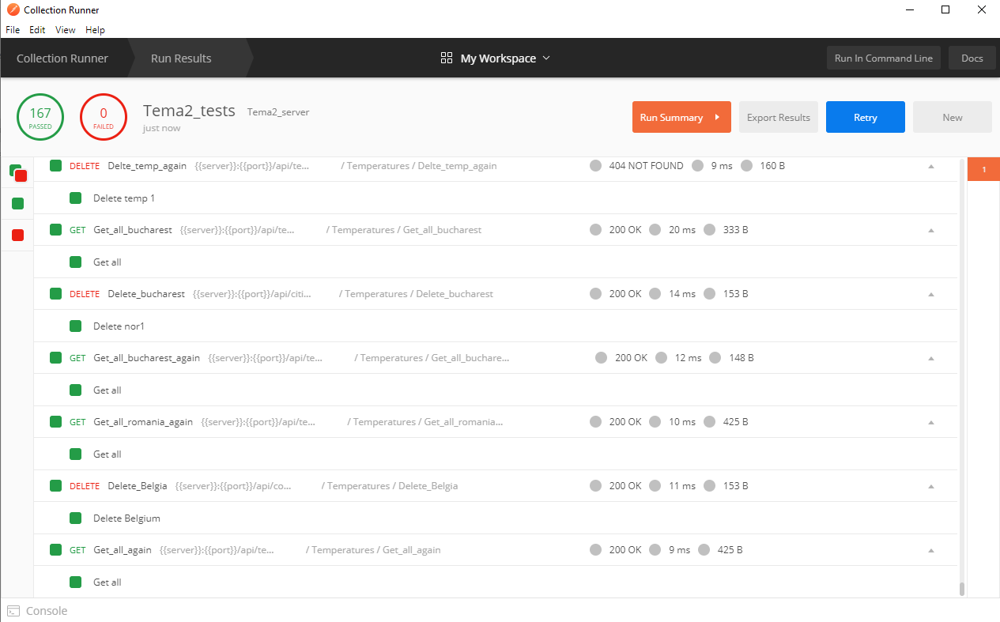 Collection Runner
File Edit View Help
Collection Runner Run Results My Workspace Run In Command Line Docs
167 PASSED
0 FAILED
Tema2_tests Tema2_server
just now
Run Summary Export Results Retry New
DELETE Delte_temp_again {{server}}:{{port}}/api/te... / Temperatures / Delte_temp_again 404 NOT FOUND 9 ms 160 B
1
Delete temp 1
GET Get_all_bucharest {{server}}:{{port}}/api/te... / Temperatures / Get_all_bucharest 200 OK 20 ms 333 B
Get all
DELETE Delete_bucharest {{server}}:{{port}}/api/citi... / Temperatures / Delete_bucharest 200 OK 14 ms 153 B
Delete nor1
GET Get_all_bucharest_again {{server}}:{{port}}/api/te... / Temperatures / Get_all_buchare... 200 OK 12 ms 148 B
Get all
GET Get_all_romania_again {{server}}:{{port}}/api/te... / Temperatures / Get_all_romania... 200 OK 10 ms 425 B
Get all
DELETE Delete_Belgia {{server}}:{{port}}/api/co... / Temperatures / Delete_Belgia 200 OK 11 ms 153 B
Delete Belgium
GET Get_all_again {{server}}:{{port}}/api/te... / Temperatures / Get_all_again 200 OK 9 ms 425 B
Get all
Console